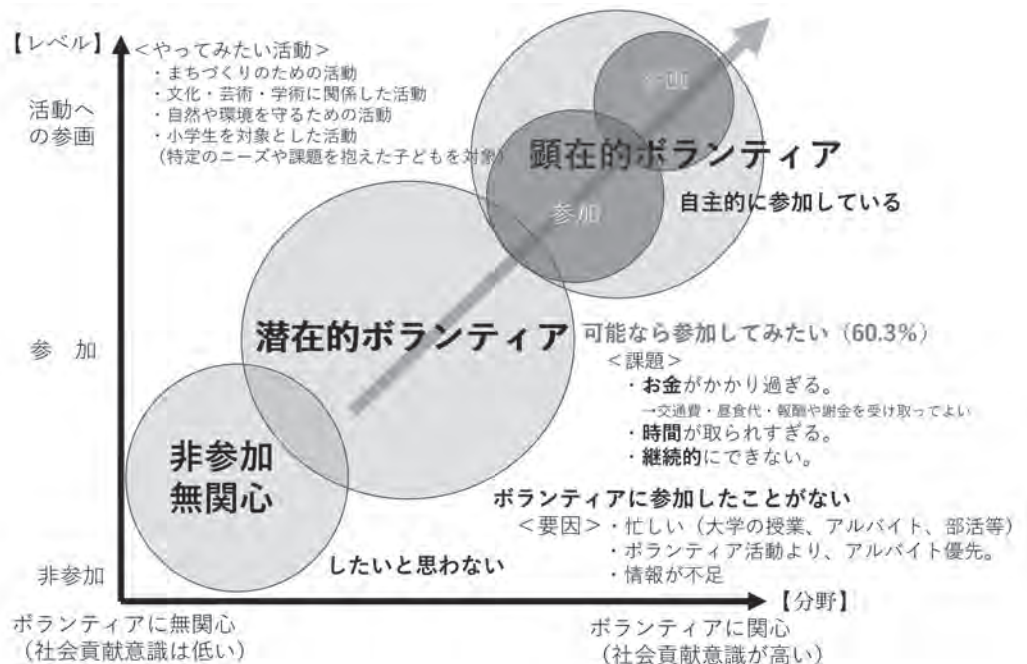 【レベル】
＜やってみたい活動＞
・まちづくりのための活動
・文化・芸術・学術に関係した活動
・自然や環境を守るための活動
・小学生を対象とした活動
（特定のニーズや課題を抱えた子どもを対象）
活動へ
の参画
顕在的ボランティア
自主的に参加している
参加
潜在的ボランティア
可能なら参加してみたい（60.3%）
＜課題＞
・お金がかかり過ぎる。
→交通費・昼食代・報酬や謝金を受け取ってよい
・時間が取られすぎる。
・継続的にできない。
参　加
非参加
無関心
ボランティアに参加したことがない
＜要因＞・忙しい（大学の授業、アルバイト、部活等）
・ボランティア活動より、アルバイト優先。
・情報が不足
したいと思わない
非参加
【分野】
ボランティアに無関心
（社会貢献意識は低い）
ボランティアに関心
（社会貢献意識が高い）